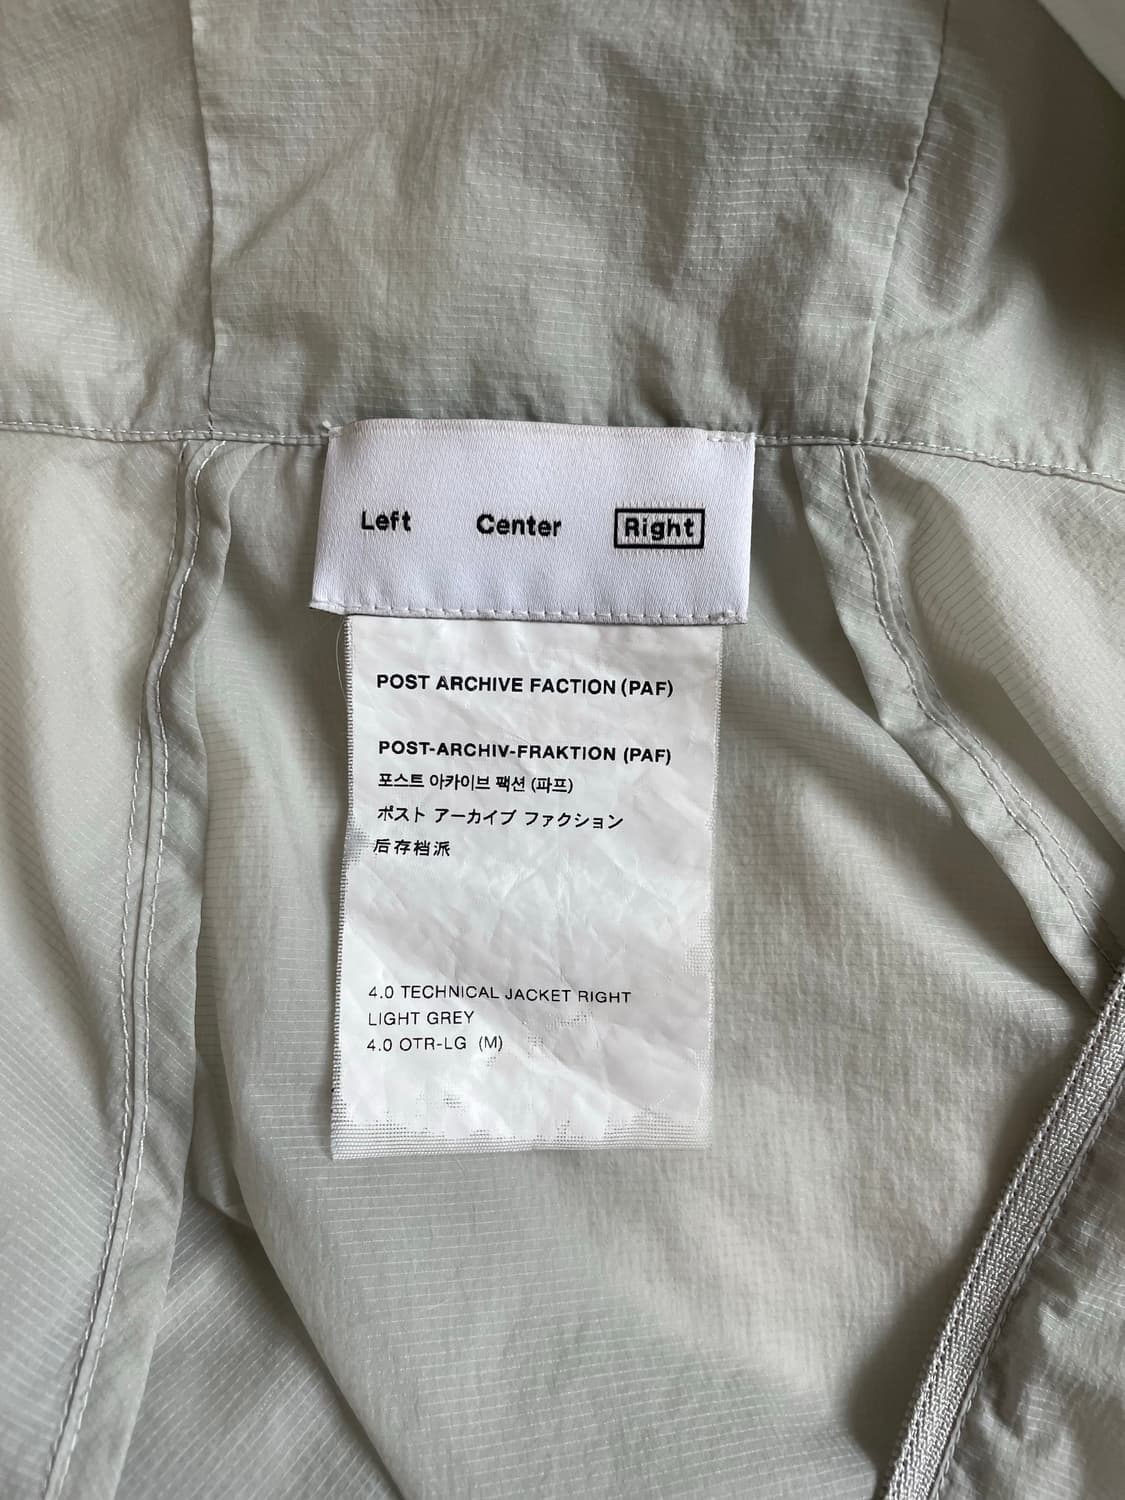 Left Center Right
POST ARCHIVE FACTION (PAF)
POST-ARCHIV-FRAKTION (PAF)
포스트 아카이브 팩션 (파프)
ポスト アーカイブ ファクション
后存档派
4.0 TECHNICAL JACKET RIGHT
LIGHT GREY
4.0 OTR-LG (M)